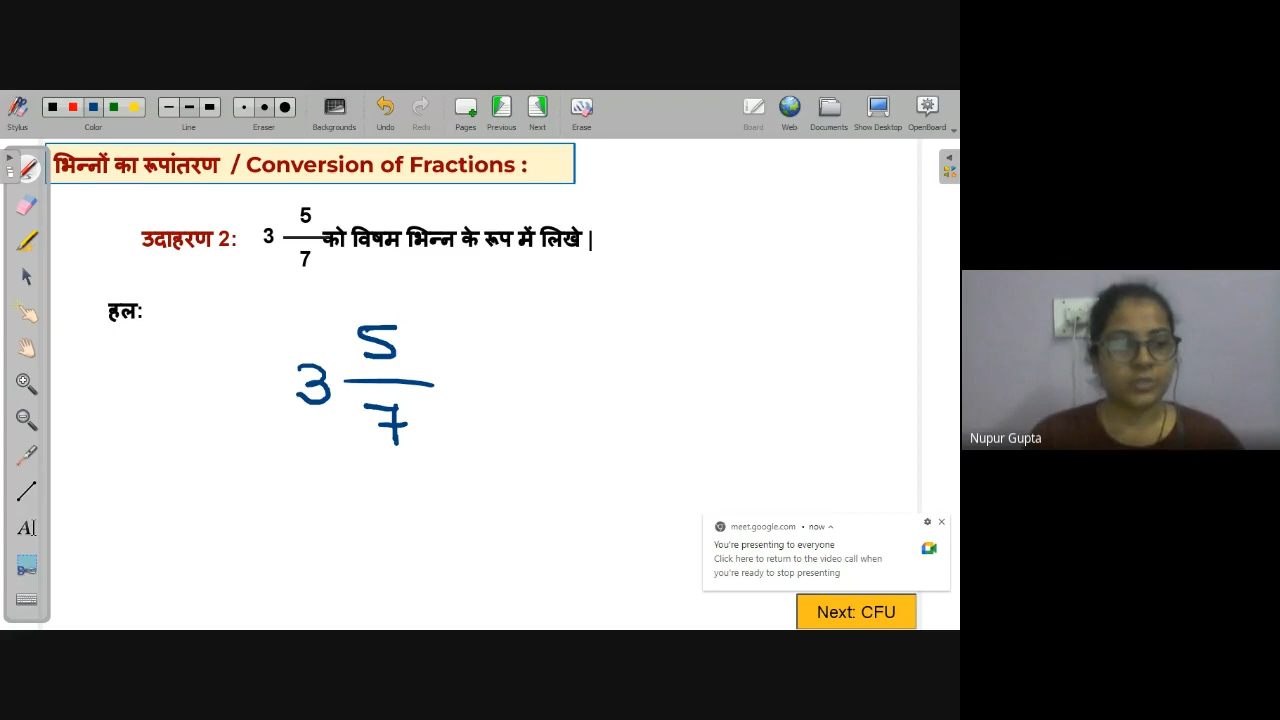 Stylus Color Line Eraser Backgrounds Undo Redo Pages Previous Next Erase Board Web Documents Show Desktop OpenBoard
भिन्नों का रूपांतरण / Conversion of Fractions :
उदाहरण 2: 3 5/7 को विषम भिन्न के रूप में लिखे |
हल:
3 5/7
Nupur Gupta
meet.google.com • now
You're presenting to everyone
Click here to return to the video call when
you're ready to stop presenting
Next: CFU